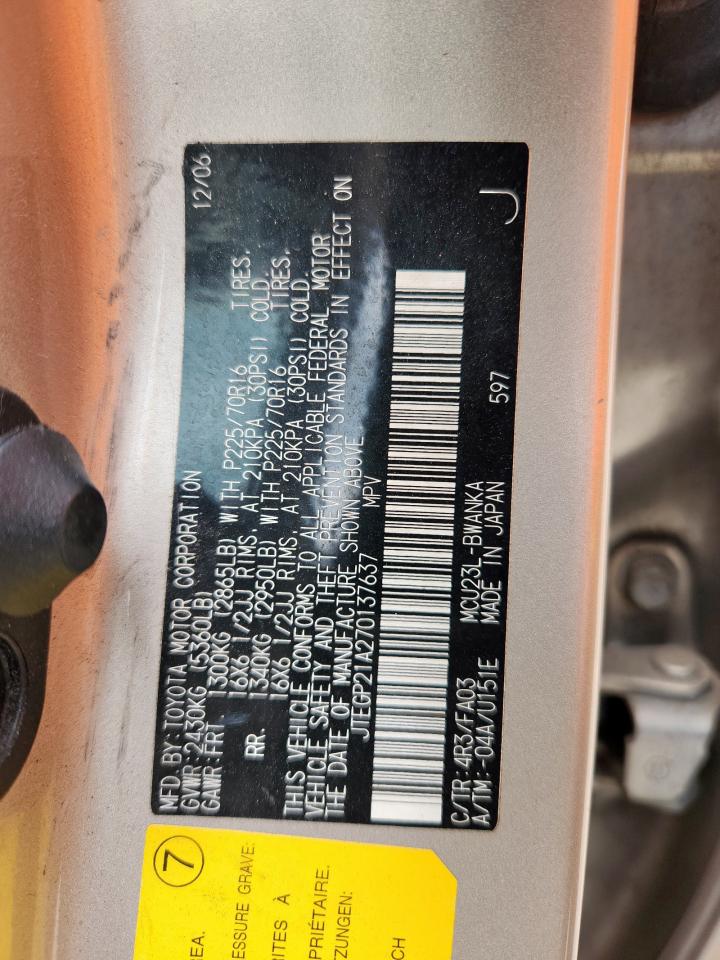 MFD BY:TOYOTA MOTOR CORPORATION 12/06
GVWR:2430KG (5360LB)
GAWR:FRT 1300KG (2865LB) WITH P225/70R16 TIRES,
16X6 1/2JJ RIMS, AT 210KPA (30PSI) COLD.
RR. 1340KG (2950LB) WITH P225/70R16 TIRES,
16X6 1/2JJ RIMS, AT 210KPA (30PSI) COLD.
THIS VEHICLE CONFORMS TO ALL APPLICABLE FEDERAL MOTOR
VEHICLE SAFETY AND THEFT PREVENTION STANDARDS IN EFFECT ON
THE DATE OF MANUFACTURE SHOWN ABOVE
JTEGP21A270137637 MPV
C/TR:4R3/FA03 MCU23L-BWANKA
A/TM:-04A/U151E MADE IN JAPAN 597 J
7
REA.
ESSURE GRAVE:
RITES À
PRIÉTAIRE.
TZUNGEN:
CH